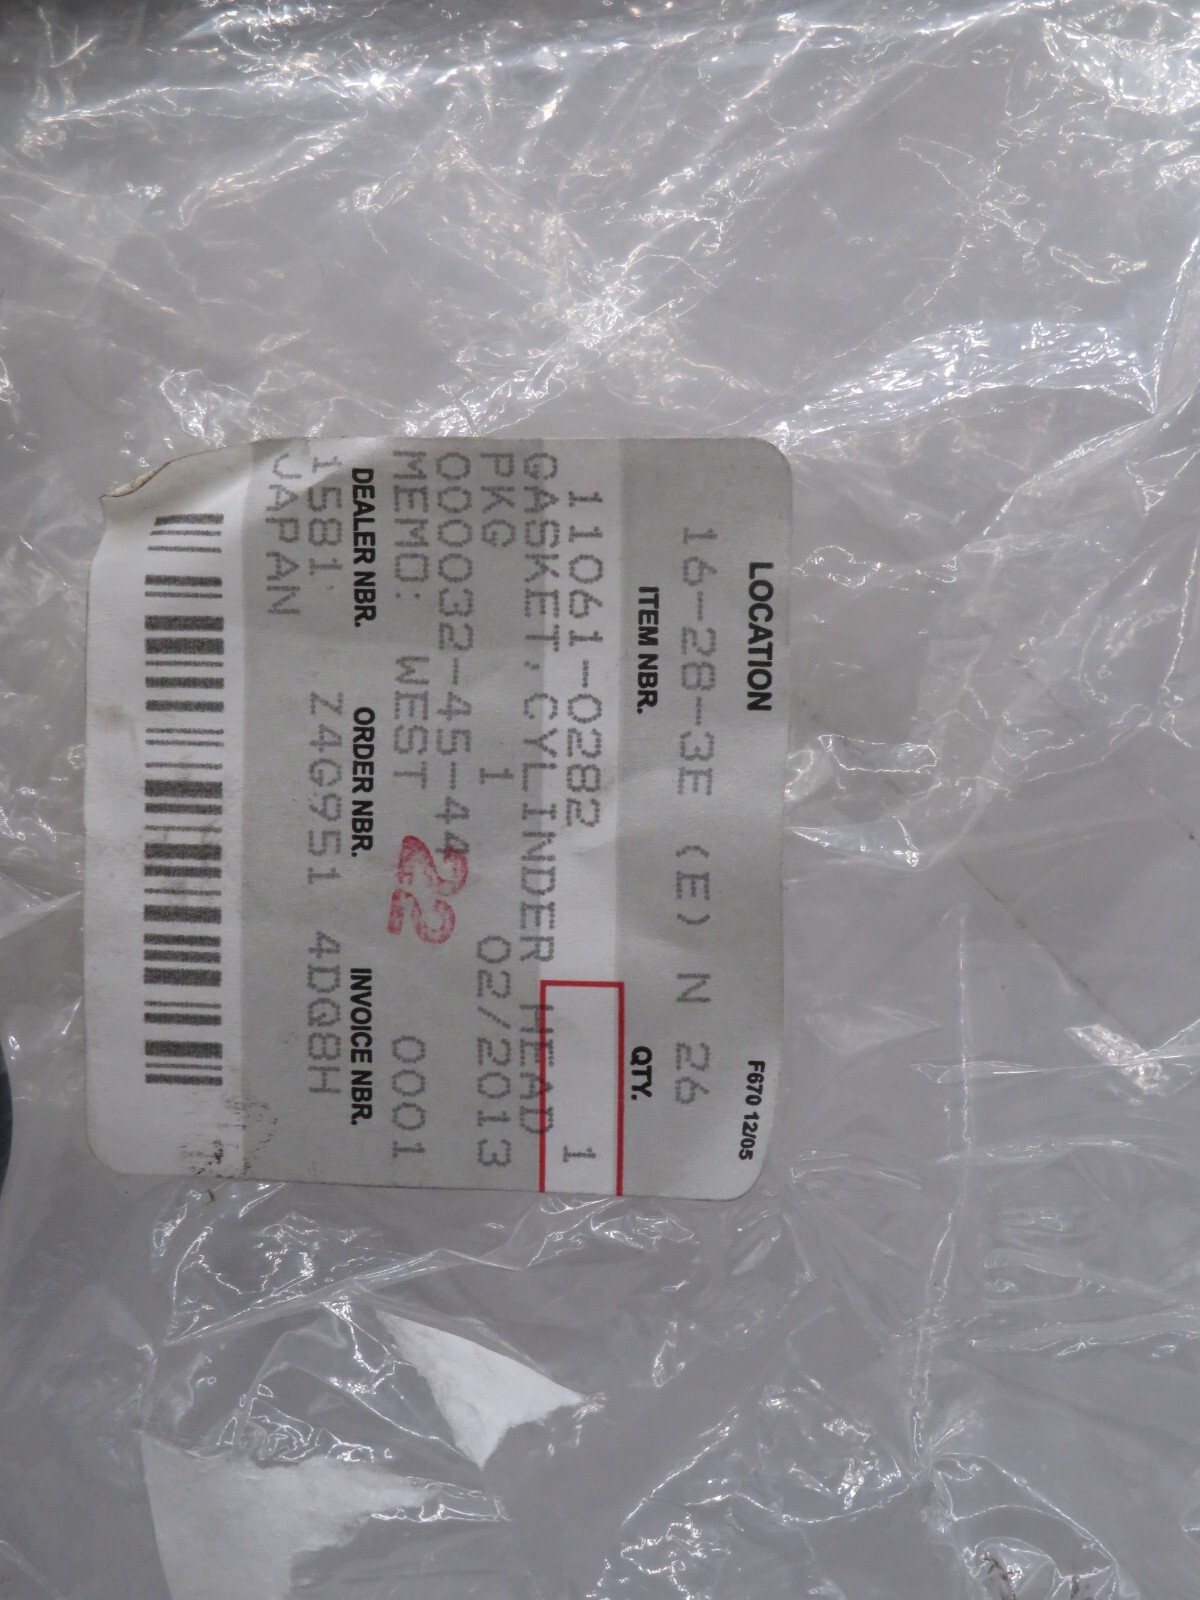 LOCATION F670 12/05
16-28-3E (E) N 26
ITEM NBR. QTY.
11061-0282 1
GASKET,CYLINDER HEAD
PKG 1 02/2013
000032-45-44
MEMO: WEST 0001
22
DEALER NBR. ORDER NBR. INVOICE NBR.
1581 Z4G951 4DQ8H
JAPAN